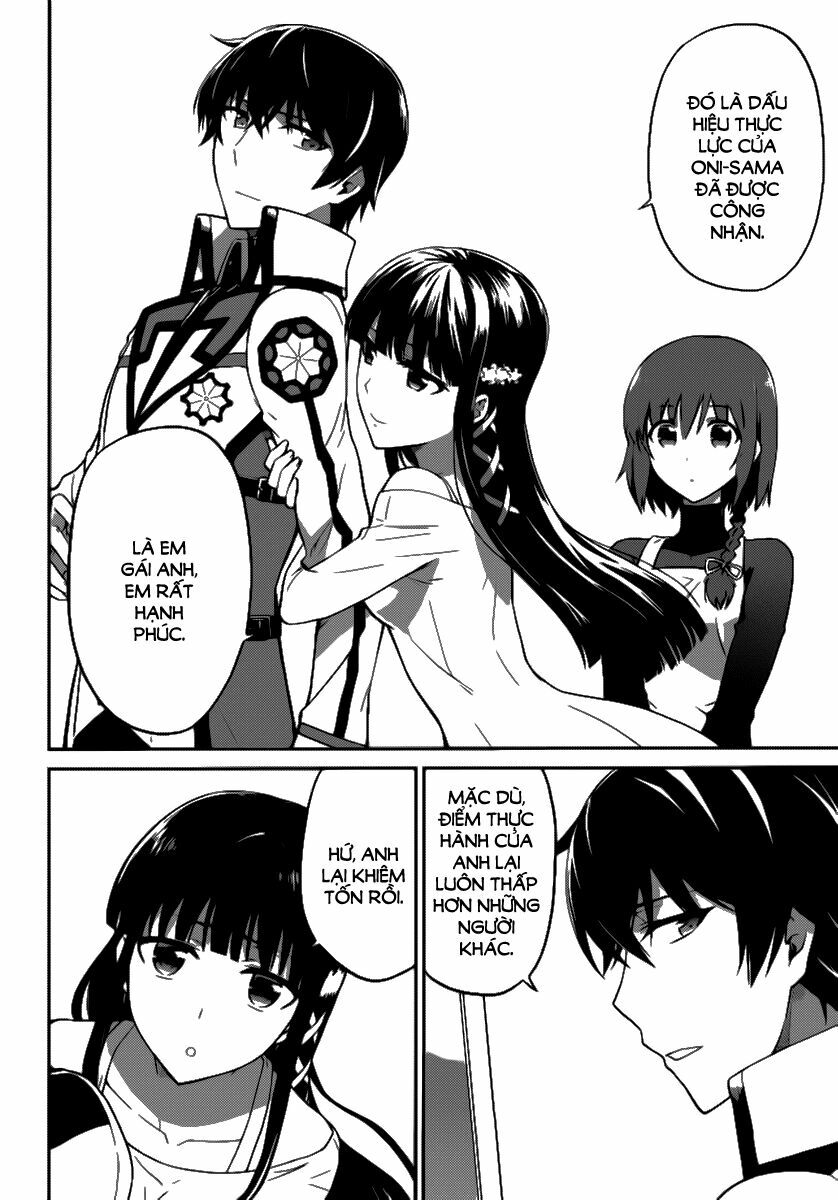 ĐÓ LÀ DẤU
HIỆU THỰC
LỰC CỦA
ONI-SAMA
ĐÃ ĐƯỢC
CÔNG
NHẬN.
LÀ EM
GÁI ANH,
EM RẤT
HẠNH
PHÚC.
MẶC DÙ,
ĐIỂM THỰC
HÀNH CỦA
ANH LẠI
LUÔN THẤP
HƠN NHỮNG
NGƯỜI
KHÁC.
HỨ, ANH
LẠI KHIÊM
TỐN RỒI.